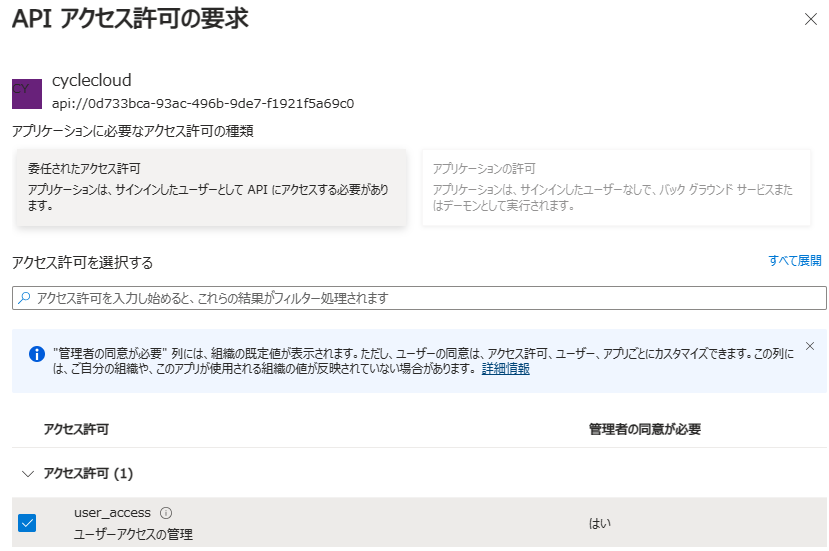 API アクセス許可の要求
CY
cyclecloud
api://0d733bca-93ac-496b-9de7-f1921f5a69c0
アプリケーションに必要なアクセス許可の種類
委任されたアクセス許可
アプリケーションは、サインインしたユーザーとして API にアクセスする必要があり
ます。
アプリケーションの許可
アプリケーションは、サインインしたユーザーなしで、バック グラウンド サービスまた
はデーモンとして実行されます。
アクセス許可を選択する
すべて展開
アクセス許可を入力し始めると、これらの結果がフィルター処理されます
"管理者の同意が必要" 列には、組織の既定値が表示されます。ただし、ユーザーの同意は、アクセス許可、ユーザー、アプリごとにカスタマイズできます。この列に
は、ご自分の組織や、このアプリが使用される組織の値が反映されていない場合があります。 詳細情報
アクセス許可
管理者の同意が必要
アクセス許可 (1)
user_access
ユーザーアクセスの管理
はい